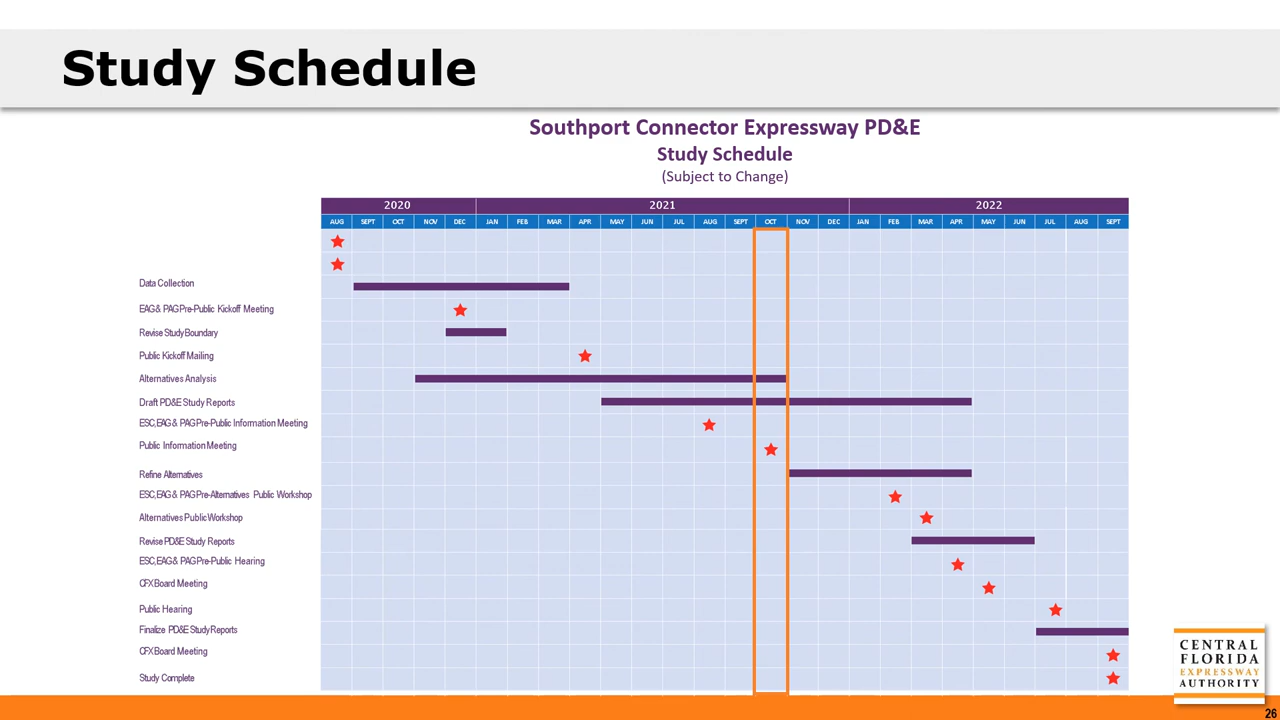 Study Schedule
Southport Connector Expressway PD&E
Study Schedule
(Subject to Change)
2020 2021 2022
AUG SEPT OCT NOV DEC JAN FEB MAR APR MAY JUN JUL AUG SEPT OCT NOV DEC JAN FEB MAR APR MAY JUN JUL AUG SEPT
Data Collection
EAG & PAG Pre-Public Kickoff Meeting
Revise Study Boundary
Public Kickoff Mailing
Alternatives Analysis
Draft PD&E Study Reports
ESC, EAG & PAG Pre-Public Information Meeting
Public Information Meeting
Refine Alternatives
ESC, EAG & PAG Pre-Alternatives Public Workshop
Alternatives Public Workshop
Revise PD&E Study Reports
ESC, EAG & PAG Pre-Public Hearing
CFX Board Meeting
Public Hearing
Finalize PD&E Study Reports
CFX Board Meeting
Study Complete
CENTRAL
FLORIDA
EXPRESSWAY
AUTHORITY
26